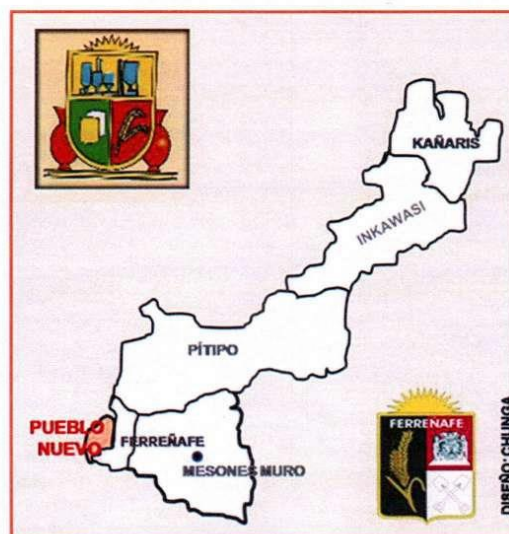 KAÑARIS
INKAWASI
PÍTIPO
PUEBLO
NUEVO
FERREÑAFE
MESONES MURO
FERREÑAFE
DISEÑO: CHUNGA